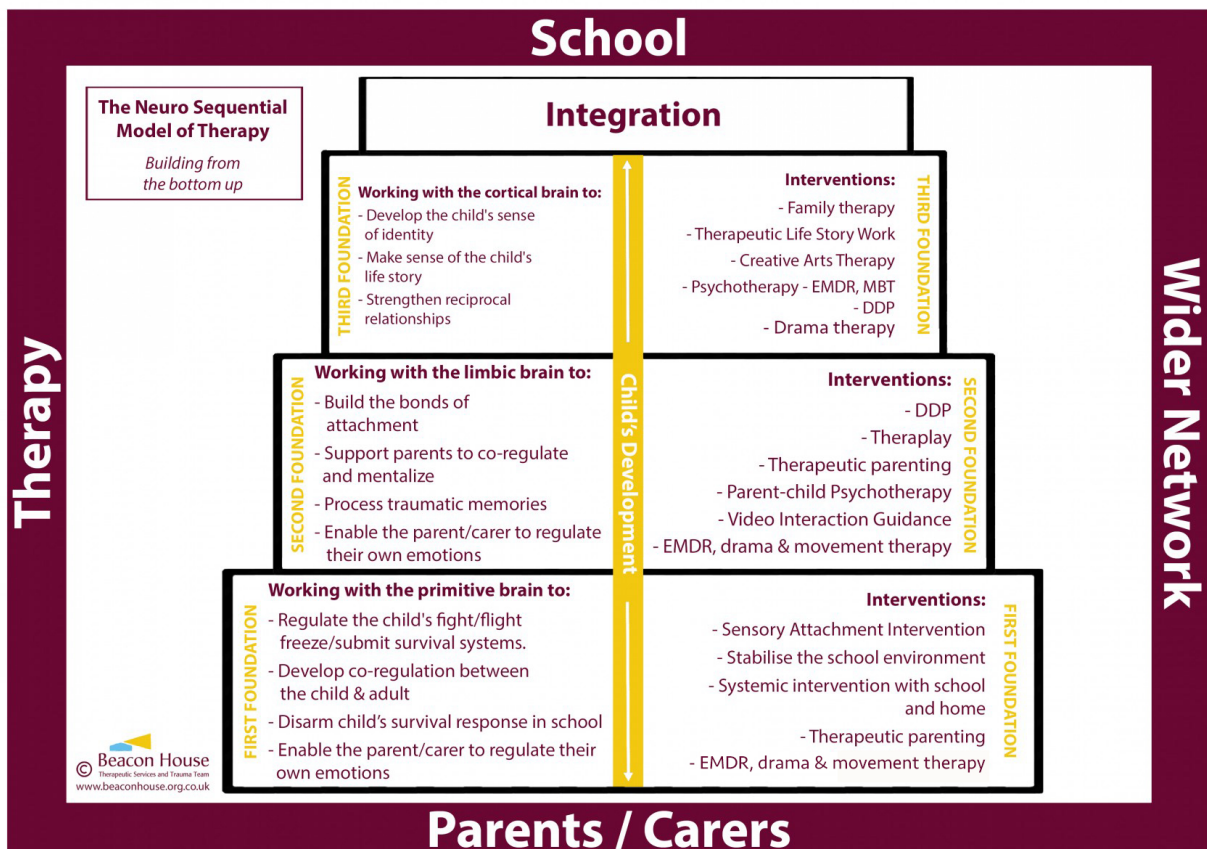 School
The Neuro Sequential
Model of Therapy
Building from
the bottom up
Integration
THIRD FOUNDATION
Working with the cortical brain to:
- Develop the child's sense
of identity
- Make sense of the child's
life story
- Strengthen reciprocal
relationships
Interventions:
- Family therapy
- Therapeutic Life Story Work
- Creative Arts Therapy
- Psychotherapy - EMDR, MBT
- DDP
- Drama therapy
THIRD FOUNDATION
SECOND FOUNDATION
Working with the limbic brain to:
- Build the bonds of
attachment
- Support parents to co-regulate
and mentalize
- Process traumatic memories
- Enable the parent/carer to regulate
their own emotions
Child's Development
Interventions:
- DDP
- Theraplay
- Therapeutic parenting
- Parent-child Psychotherapy
- Video Interaction Guidance
- EMDR, drama & movement therapy
SECOND FOUNDATION
FIRST FOUNDATION
Working with the primitive brain to:
- Regulate the child's fight/flight
freeze/submit survival systems.
- Develop co-regulation between
the child & adult
- Disarm child's survival response in school
- Enable the parent/carer to regulate their
own emotions
Interventions:
- Sensory Attachment Intervention
- Stabilise the school environment
- Systemic intervention with school
and home
- Therapeutic parenting
- EMDR, drama & movement therapy
FIRST FOUNDATION
Therapy
Wider Network
© Beacon House
Therapeutic Services and Trauma Team
www.beaconhouse.org.uk
Parents / Carers